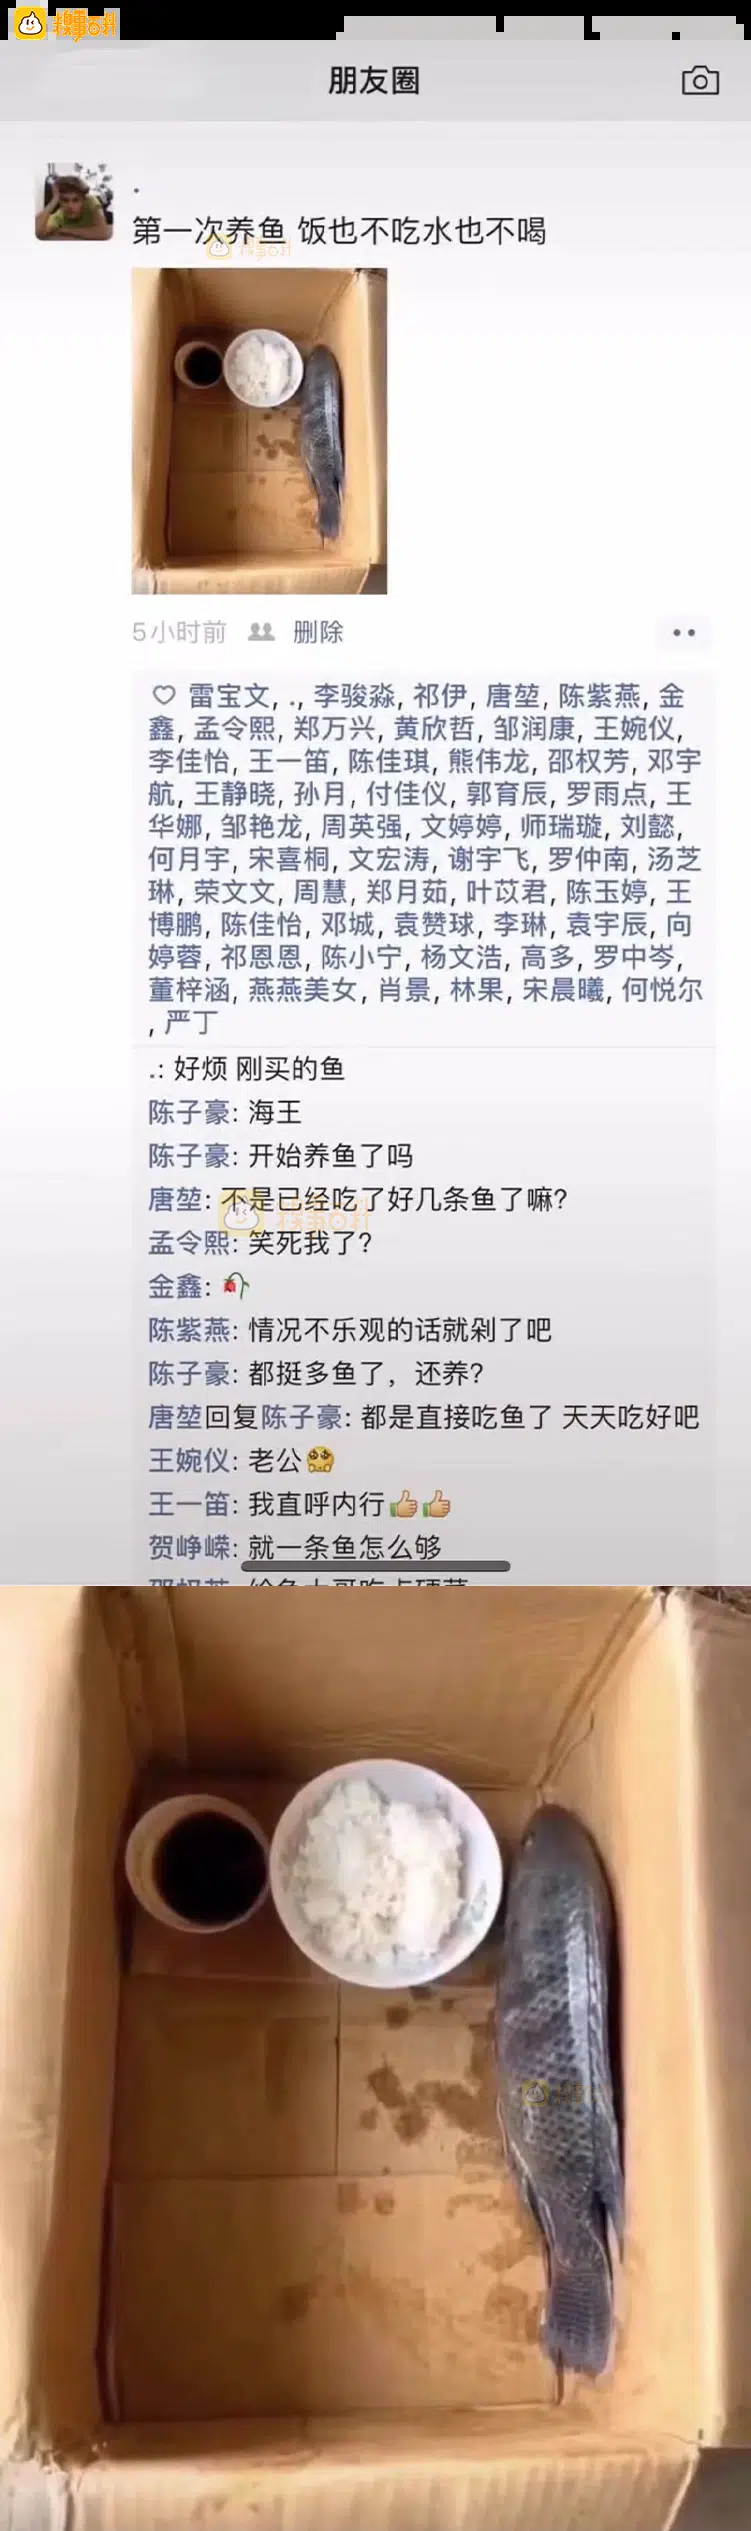 糗事百科
朋友圈
.
第一次养鱼 饭也不吃水也不喝
糗事百科
5小时前 删除
雷宝文, ., 李骏淼, 祁伊, 唐堃, 陈紫燕, 金
鑫, 孟令熙, 郑万兴, 黄欣哲, 邹润康, 王婉仪,
李佳怡, 王一笛, 陈佳琪, 熊伟龙, 邵权芳, 邓宇
航, 王静晓, 孙月, 付佳仪, 郭育辰, 罗雨点, 王
华娜, 邹艳龙, 周英强, 文婷婷, 师瑞璇, 刘懿,
何月宇, 宋喜桐, 文宏涛, 谢宇飞, 罗仲南, 汤芝
琳, 荣文文, 周慧, 郑月茹, 叶苡君, 陈玉婷, 王
博鹏, 陈佳怡, 邓城, 袁赞球, 李琳, 袁宇辰, 向
婷蓉, 祁恩恩, 陈小宁, 杨文浩, 高多, 罗中岑,
董梓涵, 燕燕美女, 肖景, 林果, 宋晨曦, 何悦尔
, 严丁
.: 好烦 刚买的鱼
陈子豪: 海王
陈子豪: 开始养鱼了吗
唐堃: 不是已经吃了好几条鱼了嘛?
糗事百科
孟令熙: 笑死我了?
金鑫: 🥀
陈紫燕: 情况不乐观的话就剁了吧
陈子豪: 都挺多鱼了，还养?
唐堃回复陈子豪: 都是直接吃鱼了 天天吃好吧
王婉仪: 老公🥺
王一笛: 我直呼内行👍👍
贺峥嵘: 就一条鱼怎么够